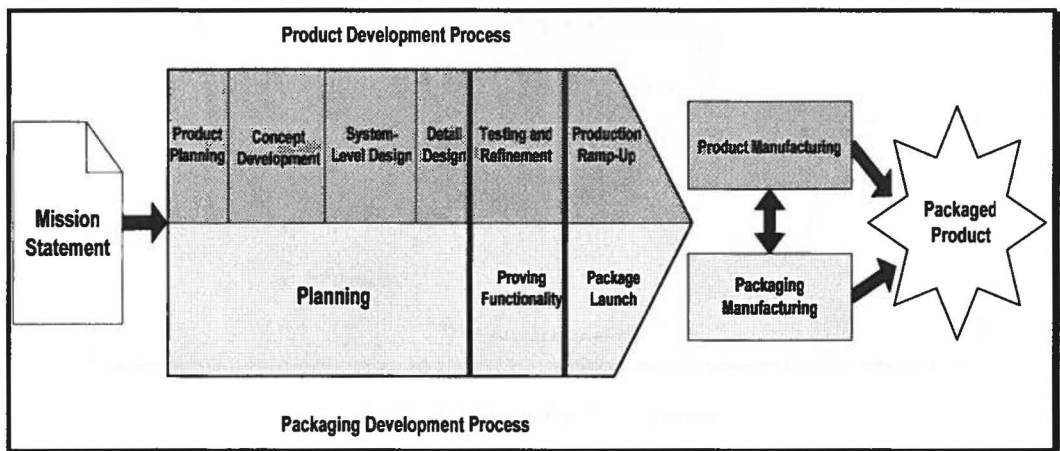 Product Development Process
Product
Planning
Concept
Development
System-
Level Design
Detail
Design
Testing and
Refinement
Production
Ramp-Up
Mission
Statement
Planning
Proving
Functionality
Package
Launch
Product Manufacturing
Packaging
Manufacturing
Packaged
Product
Packaging Development Process